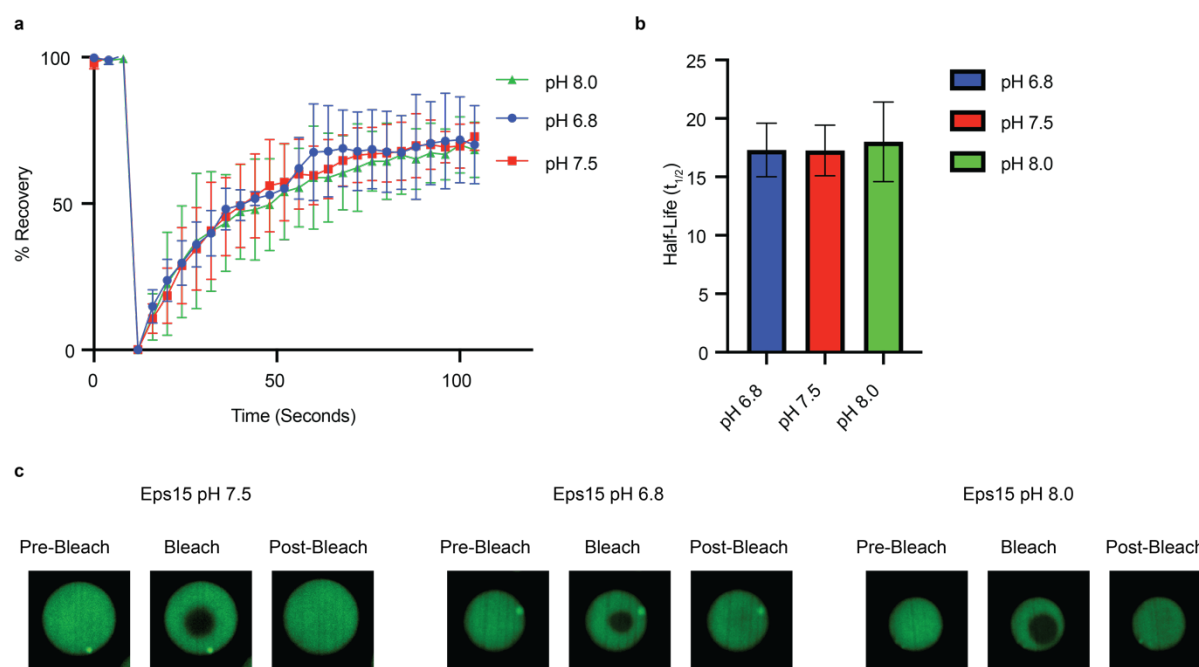 a
100
50
0
% Recovery
0
50
100
Time (Seconds)
pH 8.0
pH 6.8
pH 7.5
b
25
20
15
10
5
0
Half-Life (t1/2)
pH 6.8
pH 7.5
pH 8.0
pH 6.8
pH 7.5
pH 8.0
c
Eps15 pH 7.5
Eps15 pH 6.8
Eps15 pH 8.0
Pre-Bleach
Bleach
Post-Bleach
Pre-Bleach
Bleach
Post-Bleach
Pre-Bleach
Bleach
Post-Bleach